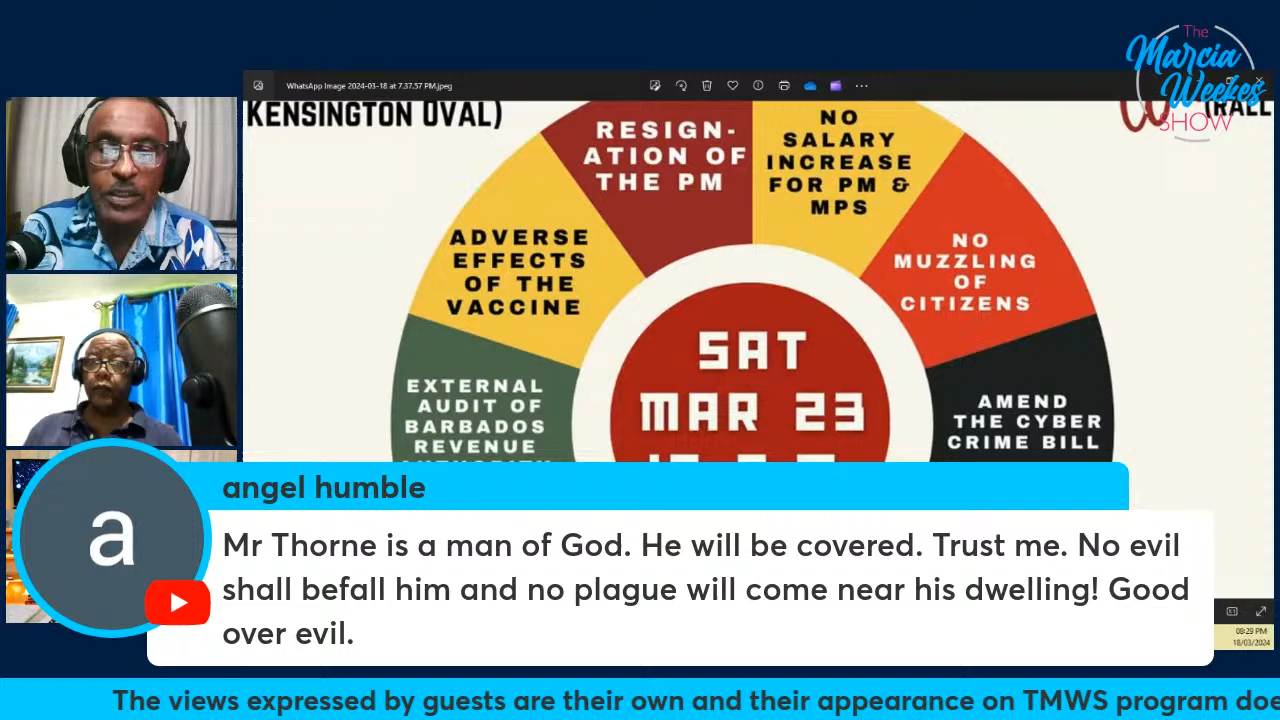 The
Marcia
Weekes
SHOW
WhatsApp Image 2024-03-18 at 7.37.57 PM.jpeg
KENSINGTON OVAL)
RESIGN-
ATION OF
THE PM
NO
SALARY
INCREASE
FOR PM &
MPS
ADVERSE
EFFECTS
OF THE
VACCINE
NO
MUZZLING
OF
CITIZENS
EXTERNAL
AUDIT OF
BARBADOS
REVENUE
SAT
MAR 23
AMEND
THE CYBER
CRIME BILL
a
angel humble
Mr Thorne is a man of God. He will be covered. Trust me. No evil
shall befall him and no plague will come near his dwelling! Good
over evil.
08:29 PM
18/03/2024
The views expressed by guests are their own and their appearance on TMWS program doe